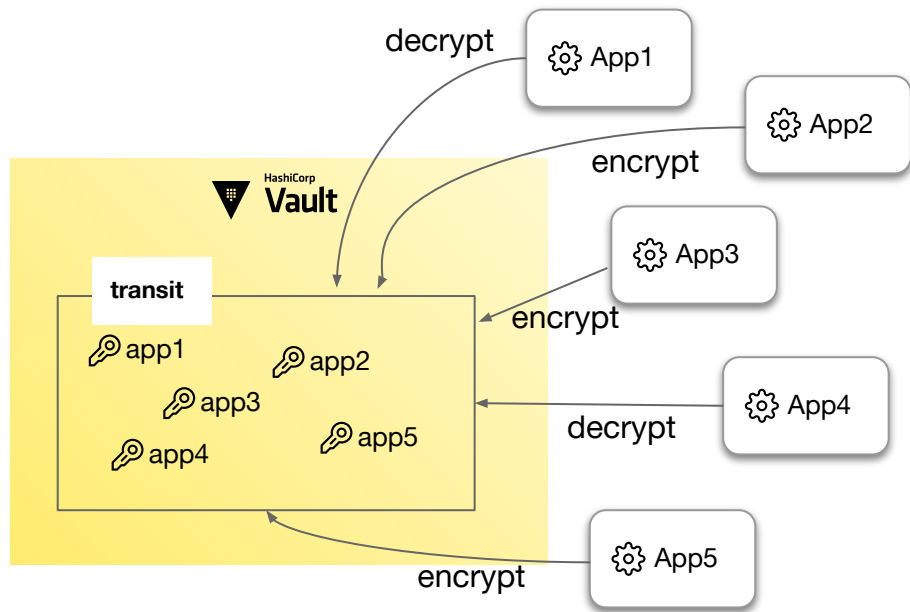 decrypt
App1
App2
encrypt
HashiCorp
Vault
App3
transit
encrypt
app1
app2
app3
App4
decrypt
app5
app4
App5
encrypt